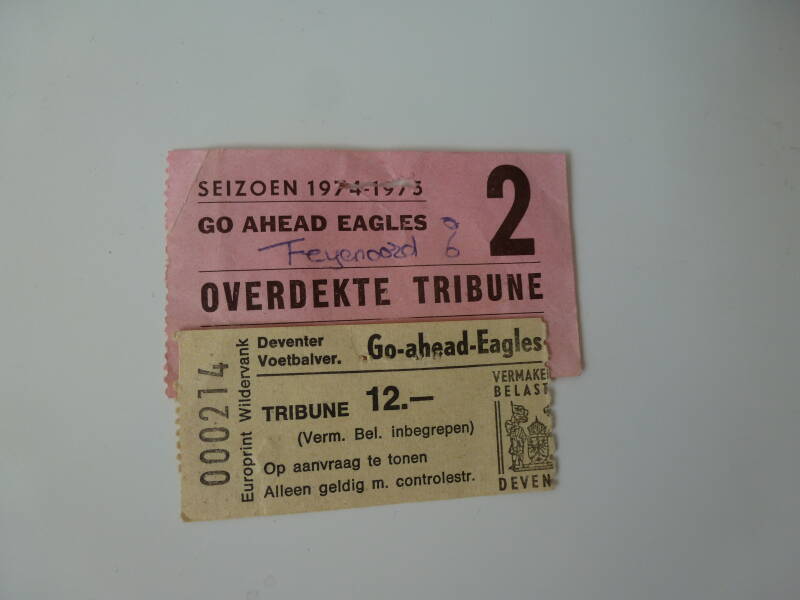 SEIZOEN 1974-1975
GO AHEAD EAGLES
2
Feyenoord
OVERDEKTE TRIBUNE
000214
Europrint Wildervank
Deventer
Voetbalver.
Go-ahead-Eagles
TRIBUNE 12.—
(Verm. Bel. inbegrepen)
Op aanvraag te tonen
Alleen geldig m. controlestr.
VERMAKE
BELAST
DEVEN